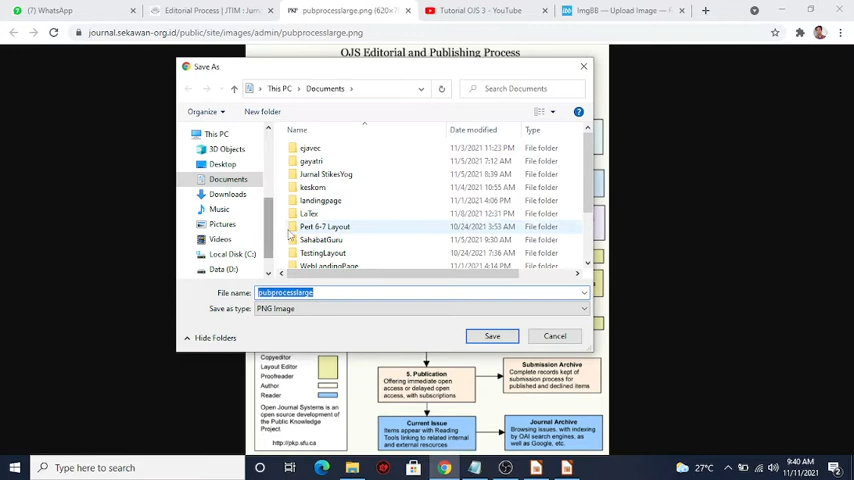 (7) WhatsApp
Editorial Process | JTIM : Jurn
PKP pubprocesslarge.png (620×7
Tutorial OJS 3 - YouTube
ImgBB — Upload Image — F
journal.sekawan-org.id/public/site/images/admin/pubprocesslarge.png
OJS Editorial and Publishing Process
Save As
This PC > Documents >
Search Documents
Organize
New folder
Name
Date modified
Type
This PC
3D Objects
Desktop
Documents
Downloads
Music
Pictures
Videos
Local Disk (C:)
Data (D:)
ejavec 11/3/2021 11:23 PM File folder
gayatri 11/5/2021 7:12 AM File folder
Jurnal StikesYog 11/5/2021 8:39 AM File folder
keskom 11/4/2021 10:55 AM File folder
landingpage 11/1/2021 4:06 PM File folder
LaTex 11/8/2021 12:31 PM File folder
Pert 6-7 Layout 10/24/2021 3:53 AM File folder
SahabatGuru 11/5/2021 9:30 AM File folder
TestingLayout 10/24/2021 7:36 AM File folder
WebLandingPage 11/1/2021 4:14 PM File folder
File name: pubprocesslarge
Save as type: PNG Image
Hide Folders
Save
Cancel
Copyeditor
Layout Editor
Proofreader
Author
Reader
Open Journal Systems is an
open source development of
the Public Knowledge
Project.
http://pkp.sfu.ca
5. Publication
Offering immediate open
access or delayed open
access, with subscriptions
Submission Archive
Complete records kept of
submission process for
published and declined items
Current Issue
Items appear with Reading
Tools linking to related internal
and external resources
Journal Archive
Browsing issues, with indexing
by OAI search engines, as
well as Google, etc.
Type here to search
27°C
9:40 AM
11/11/2021
2